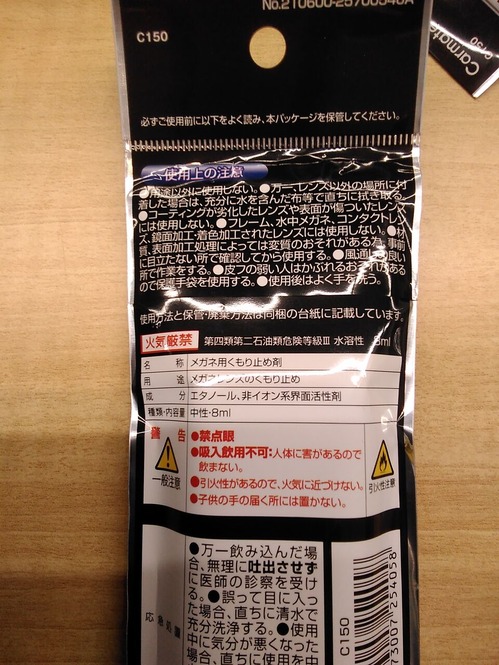 No.210600-25700540A
C150
Carmate
C150
必ずご使用前に以下をよく読み、本パッケージを保管してください。
使用上の注意
●用途以外に使用しない。●カー、レンズ以外の場所に付
着した場合は、充分に水を含んだ布等で直ちに拭き取る。
●コーティングが劣化したレンズや表面が傷ついたレンズ
には使用しない。●フレーム、水中メガネ、コンタクトレン
ズ、鏡面加工・着色加工されたレンズには使用しない。●材
質、表面加工処理によっては変質のおそれがある為、事前
に目立たない所で確認してから使用する。●風通しの良い
所で作業をする。●皮フの弱い人はかぶれるおそれがある
ので保護手袋を使用する。●使用後はよく手を洗う。
使用方法と保管・廃棄方法は同梱の台紙に記載しています。
火気厳禁 第四類第二石油類危険等級Ⅲ 水溶性 8ml
名称 メガネ用くもり止め剤
用途 メガネレンズのくもり止め
成分 エタノール、非イオン系界面活性剤
種類・内容量 中性・8ml
警告
一般注意
●禁点眼
●吸入飲用不可:人体に害があるので
飲まない。
●引火性があるので、火気に近づけない。
●子供の手の届く所には置かない。
引火性注意
応急処置
●万一飲み込んだ場
合、無理に吐出させず
に医師の診察を受け
る。●誤って目に入っ
た場合、直ちに清水で
充分洗浄する。●使用
中に気分が悪くなった
場合、直ちに使用を中
C150
73007 254058